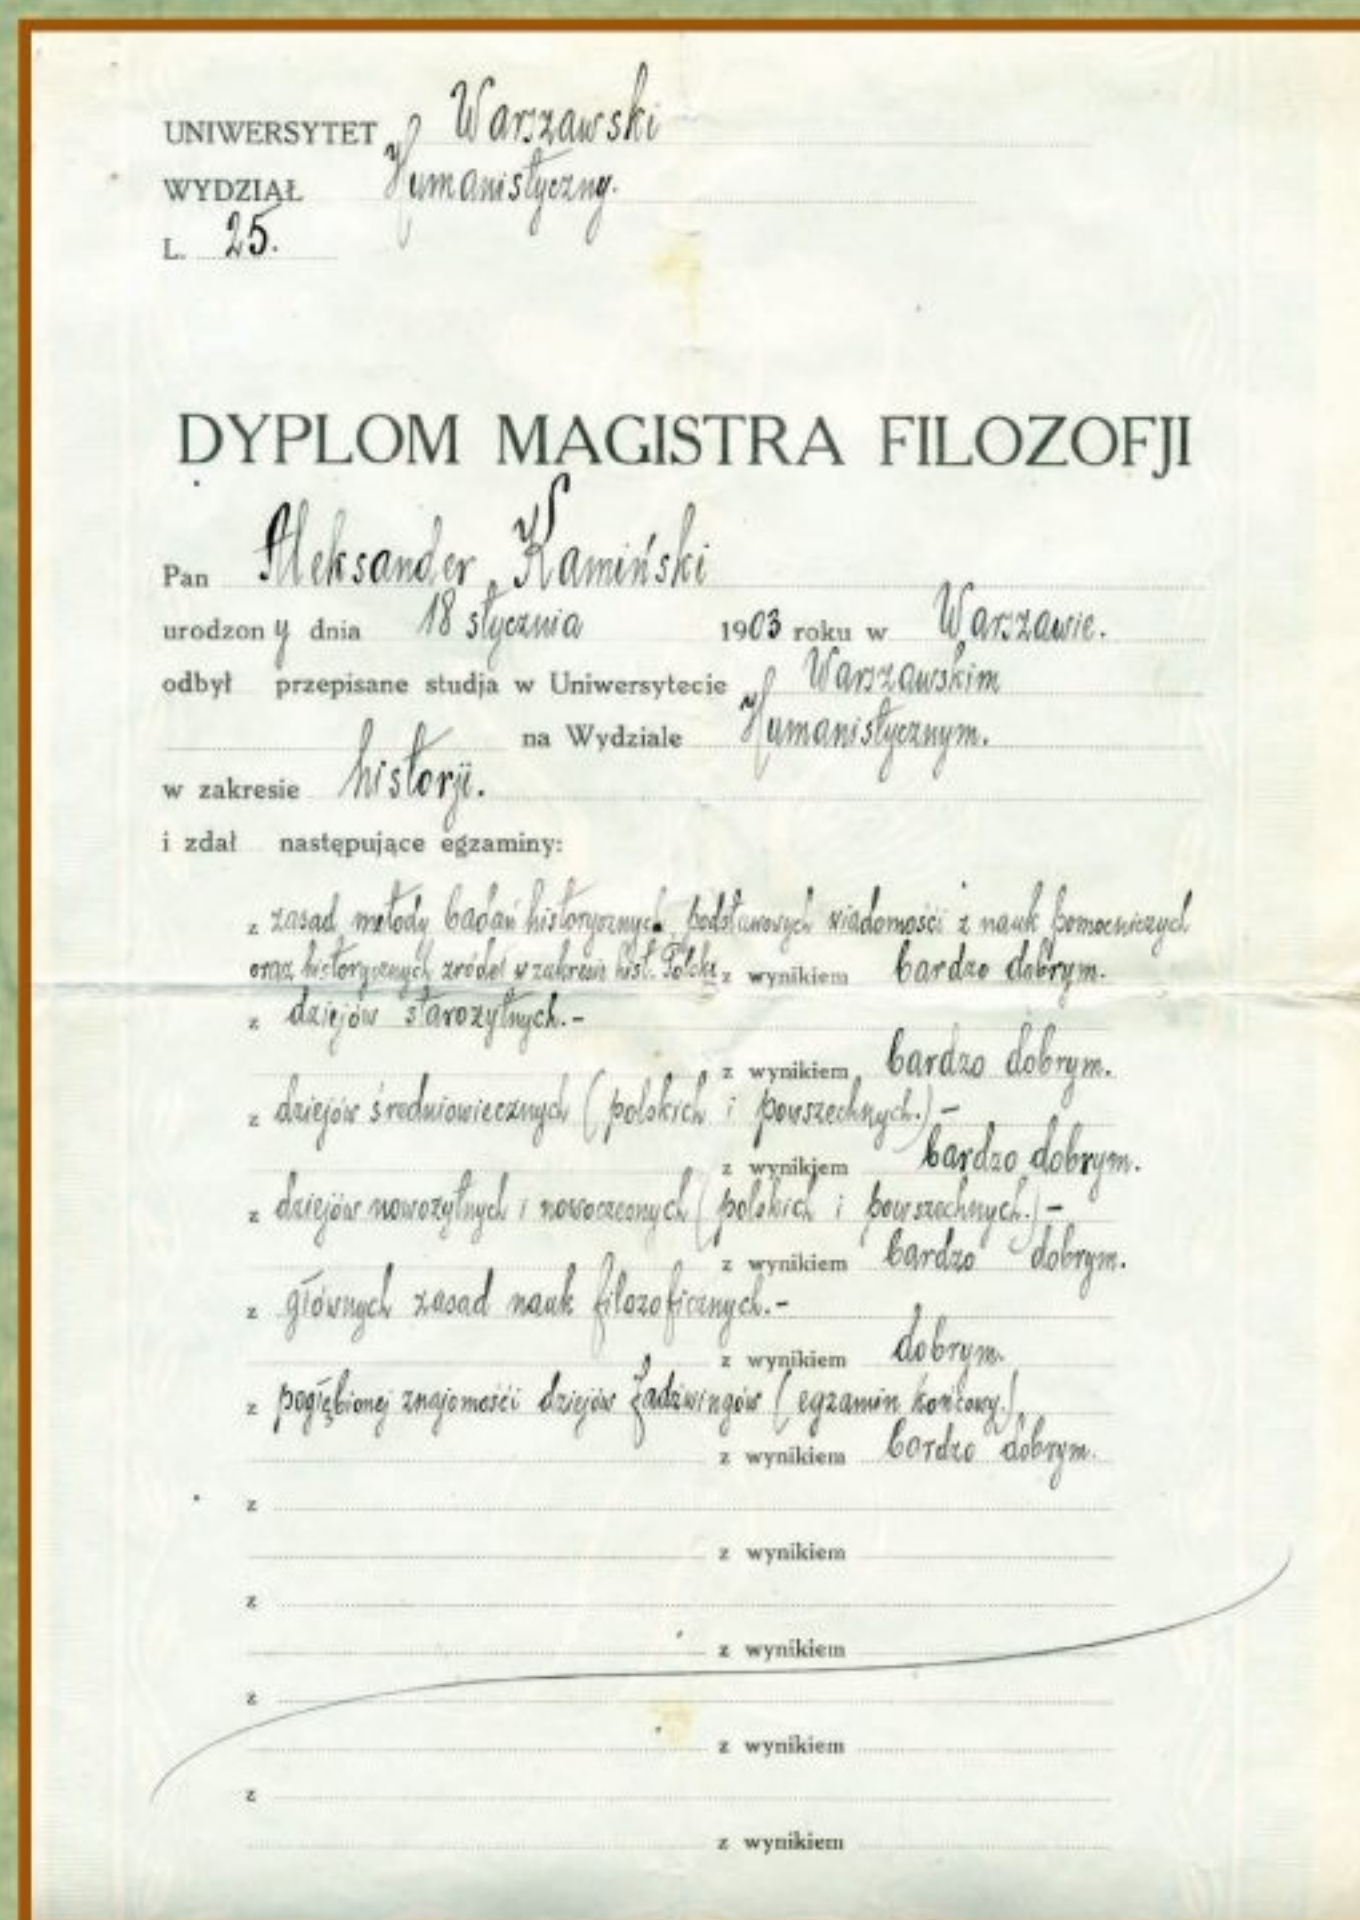 UNIWERSYTET Warszawski
WYDZIAŁ Humanistyczny.
L. 25.
DYPLOM MAGISTRA FILOZOFJI
Pan Aleksander Kamiński
urodzony dnia 18 stycznia 1903 roku w Warszawie.
odbył przepisane studja w Uniwersytecie Warszawskim
na Wydziale Humanistycznym.
w zakresie historji.
i zdał następujące egzaminy:
z zasad metody badań historycznych, podstawowych wiadomości z nauk pomocniczych
oraz historycznych źródeł w zakresie hist. Polski z wynikiem bardzo dobrym.
z dziejów starożytnych.-
z wynikiem bardzo dobrym.
z dziejów średniowiecznych (polskich i powszechnych.)-
z wynikiem bardzo dobrym.
z dziejów nowożytnych i nowoczesnych (polskich i powszechnych.)-
z wynikiem bardzo dobrym.
z głównych zasad nauk filozoficznych.-
z wynikiem dobrym.
z pogłębionej znajomości dziejów Jadźwingów (egzamin końcowy.)
z wynikiem bardzo dobrym.
z
z wynikiem
z
z wynikiem
z
z wynikiem
z
z wynikiem